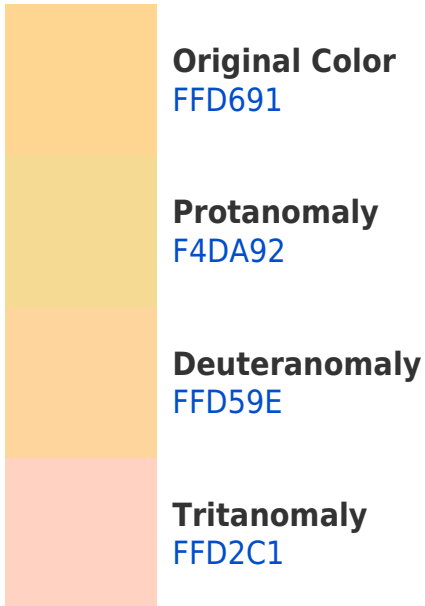 Original Color
FFD691
Protanomaly
F4DA92
Deuteranomaly
FFD59E
Tritanomaly
FFD2C1